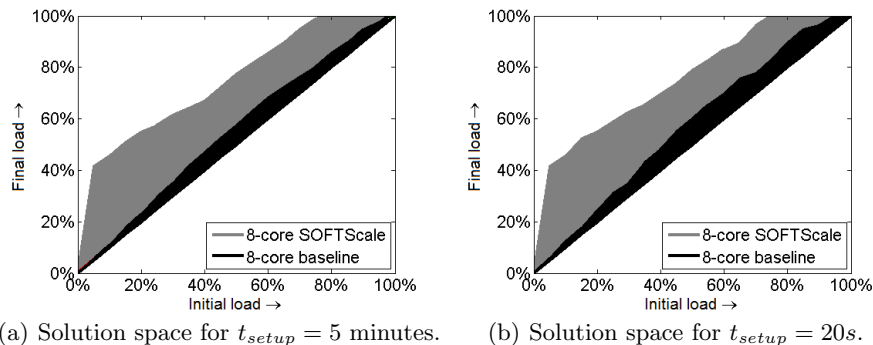 100%
80%
60%
40%
20%
0%
Final load →
0% 20% 40% 60% 80% 100%
Initial load →
8-core SOFTScale
8-core baseline
(a) Solution space for t_setup = 5 minutes.
100%
80%
60%
40%
20%
0%
Final load →
0% 20% 40% 60% 80% 100%
Initial load →
8-core SOFTScale
8-core baseline
(b) Solution space for t_setup = 20s.